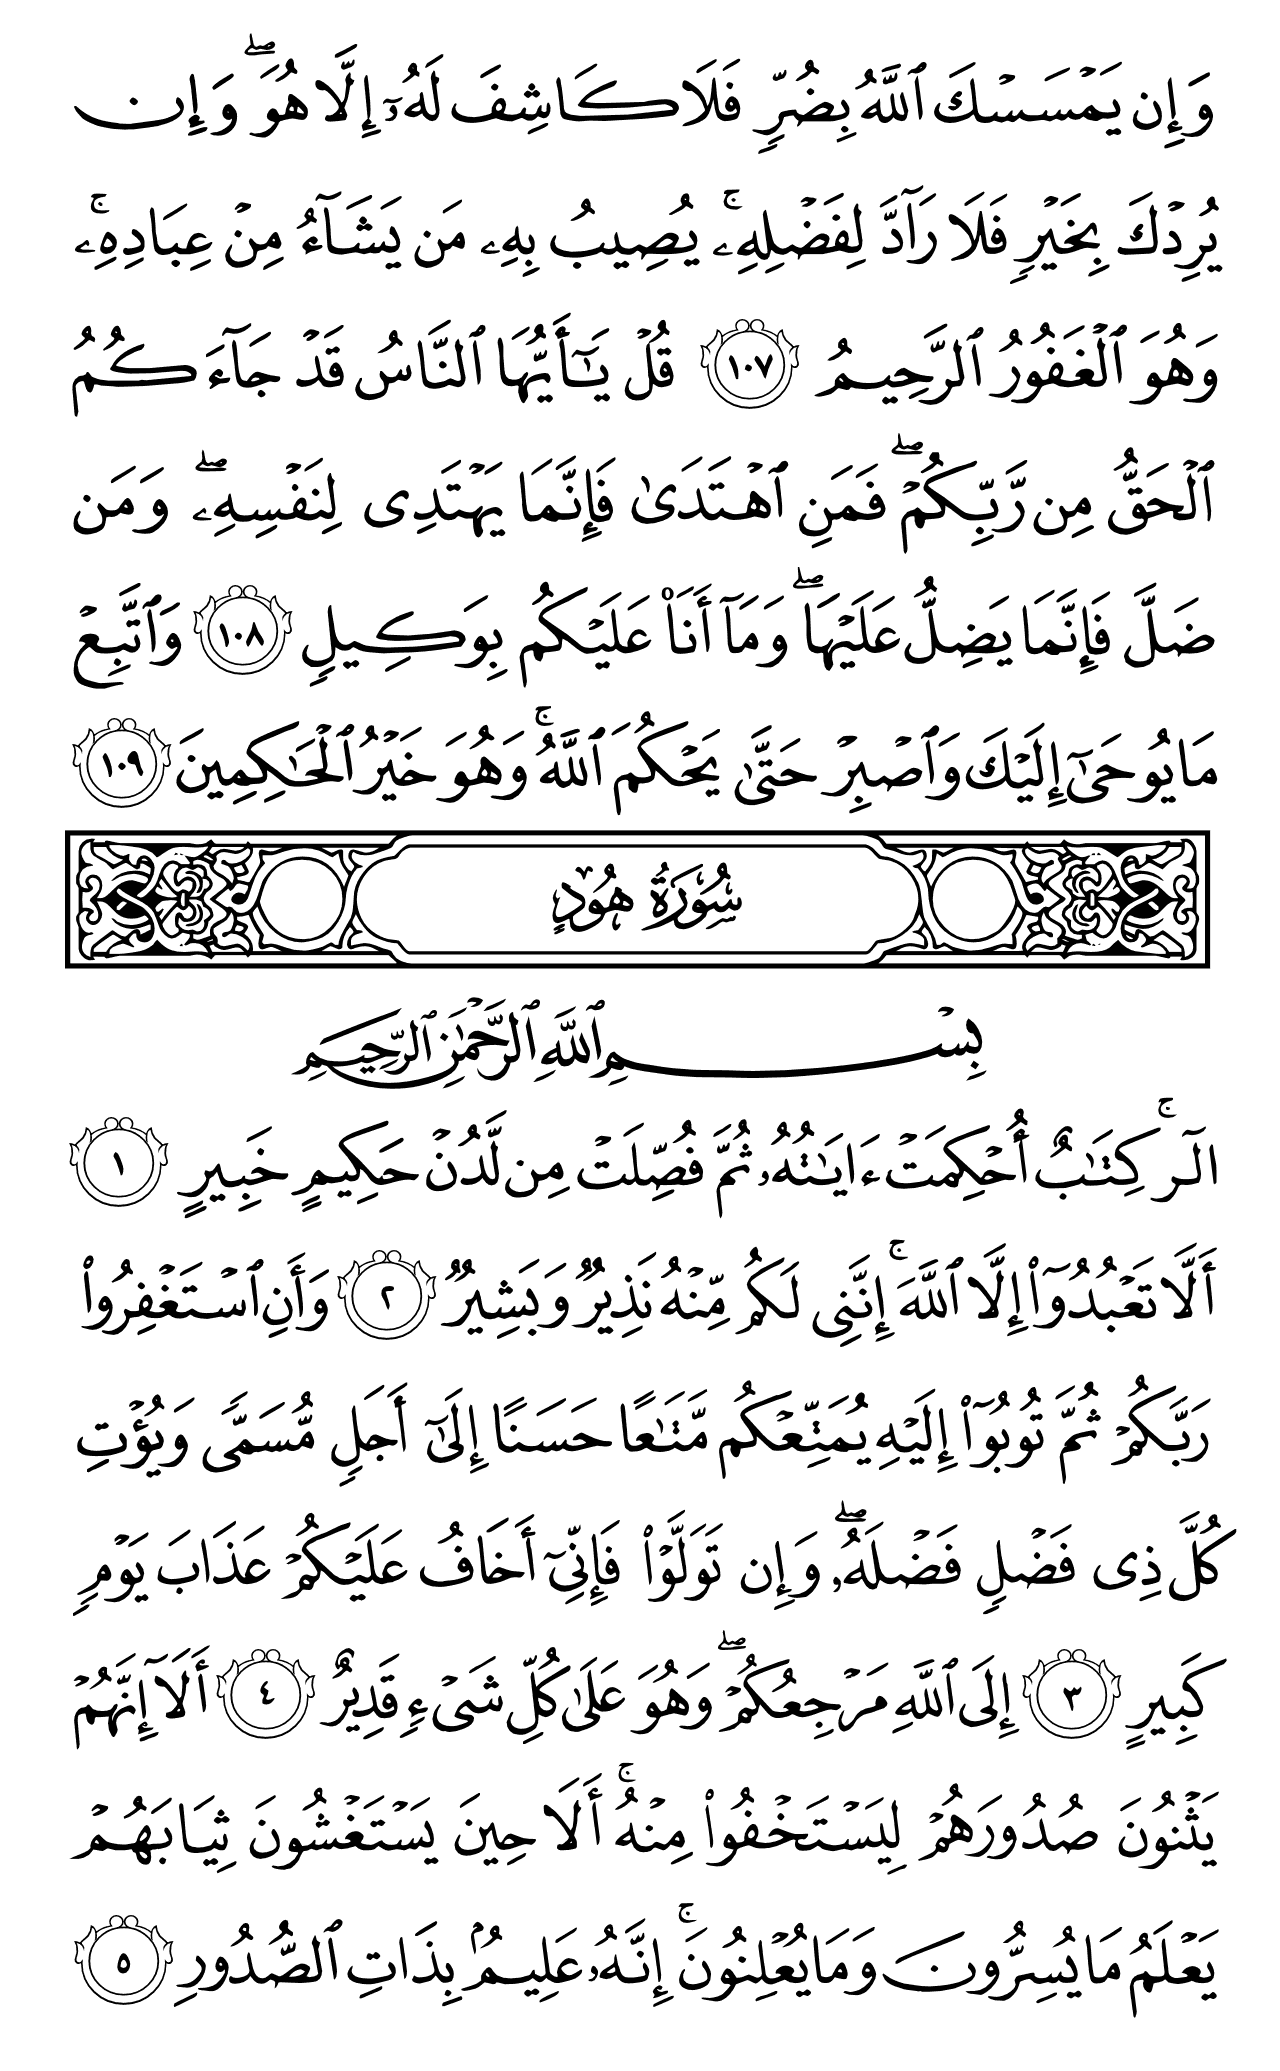 وَإِن يَمْسَسْكَ ٱللَّهُ بِضُرٍّ فَلَا كَاشِفَ لَهُۥٓ إِلَّا هُوَ ۖ وَإِن
يُرِدْكَ بِخَيْرٍ فَلَا رَآدَّ لِفَضْلِهِۦ ۚ يُصِيبُ بِهِۦ مَن يَشَآءُ مِنْ عِبَادِهِۦ ۚ
وَهُوَ ٱلْغَفُورُ ٱلرَّحِيمُ ١٠٧ قُلْ يَـٰٓأَيُّهَا ٱلنَّاسُ قَدْ جَآءَكُمُ
ٱلْحَقُّ مِن رَّبِّكُمْ ۖ فَمَنِ ٱهْتَدَىٰ فَإِنَّمَا يَهْتَدِى لِنَفْسِهِۦ ۖ وَمَن
ضَلَّ فَإِنَّمَا يَضِلُّ عَلَيْهَا ۖ وَمَآ أَنَا۠ عَلَيْكُم بِوَكِيلٍ ١٠٨ وَٱتَّبِعْ
مَا يُوحَىٰٓ إِلَيْكَ وَٱصْبِرْ حَتَّىٰ يَحْكُمَ ٱللَّهُ ۚ وَهُوَ خَيْرُ ٱلْحَـٰكِمِينَ ١٠٩
سُورَةُ هُودٍ
بِسْمِ ٱللَّهِ ٱلرَّحْمَـٰنِ ٱلرَّحِيمِ
الٓر ۚ كِتَـٰبٌ أُحْكِمَتْ ءَايَـٰتُهُۥ ثُمَّ فُصِّلَتْ مِن لَّدُنْ حَكِيمٍ خَبِيرٍ ١
أَلَّا تَعْبُدُوٓا۟ إِلَّا ٱللَّهَ ۚ إِنَّنِى لَكُم مِّنْهُ نَذِيرٌ وَبَشِيرٌ ٢ وَأَنِ ٱسْتَغْفِرُوا۟
رَبَّكُمْ ثُمَّ تُوبُوٓا۟ إِلَيْهِ يُمَتِّعْكُم مَّتَـٰعًا حَسَنًا إِلَىٰٓ أَجَلٍ مُّسَمًّى وَيُؤْتِ
كُلَّ ذِى فَضْلٍ فَضْلَهُۥ ۖ وَإِن تَوَلَّوْا۟ فَإِنِّىٓ أَخَافُ عَلَيْكُمْ عَذَابَ يَوْمٍ
كَبِيرٍ ٣ إِلَى ٱللَّهِ مَرْجِعُكُمْ ۖ وَهُوَ عَلَىٰ كُلِّ شَىْءٍ قَدِيرٌ ٤ أَلَآ إِنَّهُمْ
يَثْنُونَ صُدُورَهُمْ لِيَسْتَخْفُوا۟ مِنْهُ ۚ أَلَا حِينَ يَسْتَغْشُونَ ثِيَابَهُمْ
يَعْلَمُ مَا يُسِرُّونَ وَمَا يُعْلِنُونَ ۚ إِنَّهُۥ عَلِيمٌۢ بِذَاتِ ٱلصُّدُورِ ٥